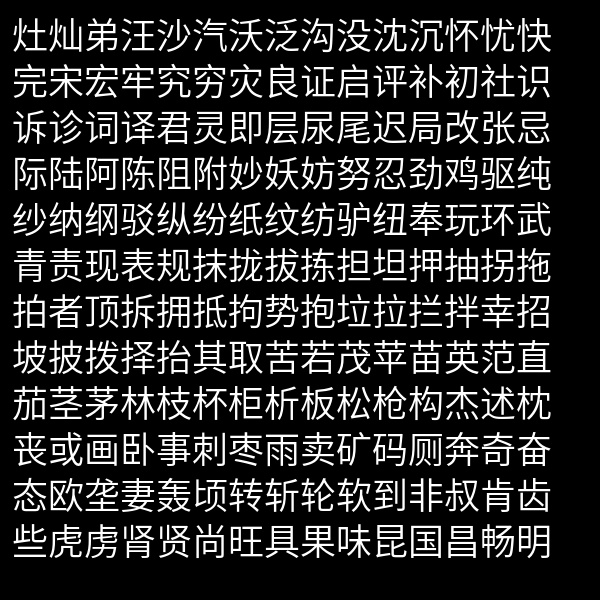 灶灿弟汪沙汽沃泛沟没沈沉怀忧快
完宋宏牢究穷灾良证启评补初社识
诉诊词译君灵即层尿尾迟局改张忌
际陆阿陈阻附妙妖妨努忍劲鸡驱纯
纱纳纲驳纵纷纸纹纺驴纽奉玩环武
青责现表规抹拢拔拣担坦押抽拐拖
拍者顶拆拥抵拘势抱垃拉拦拌幸招
坡披拨择抬其取苦若茂苹苗英范直
茄茎茅林枝杯柜析板松枪构杰述枕
丧或画卧事刺枣雨卖矿码厕奔奇奋
态欧垄妻轰顷转斩轮软到非叔肯齿
些虎虏肾贤尚旺具果味昆国昌畅明